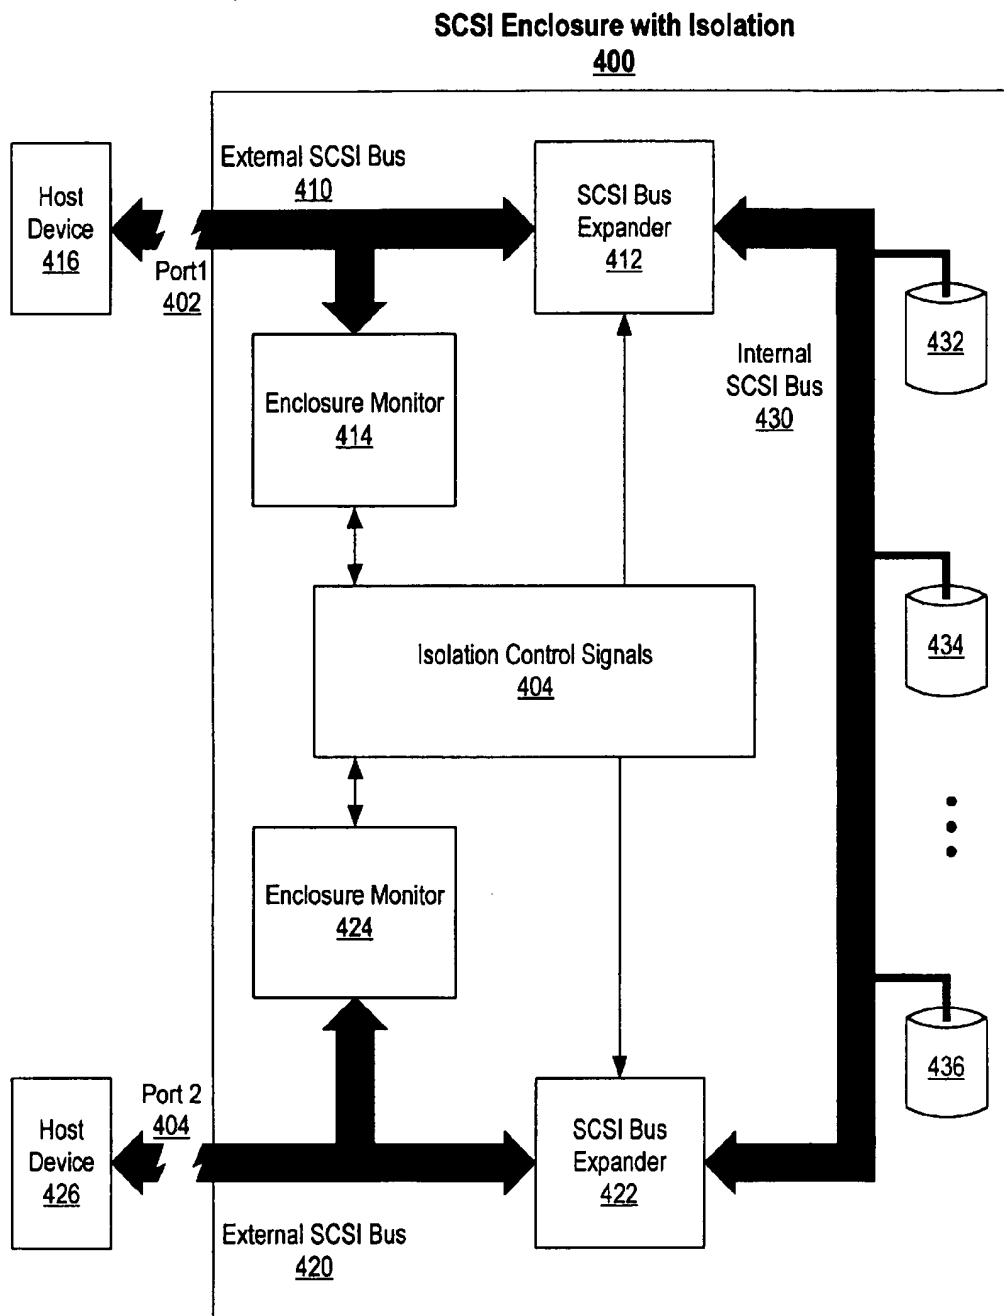 SCSI Enclosure with Isolation
400
External SCSI Bus
410
Host
Device
416
Port1
402
SCSI Bus
Expander
412
432
Internal
SCSI Bus
430
Enclosure Monitor
414
434
Isolation Control Signals
404
Enclosure Monitor
424
436
Port 2
404
Host
Device
426
SCSI Bus
Expander
422
External SCSI Bus
420